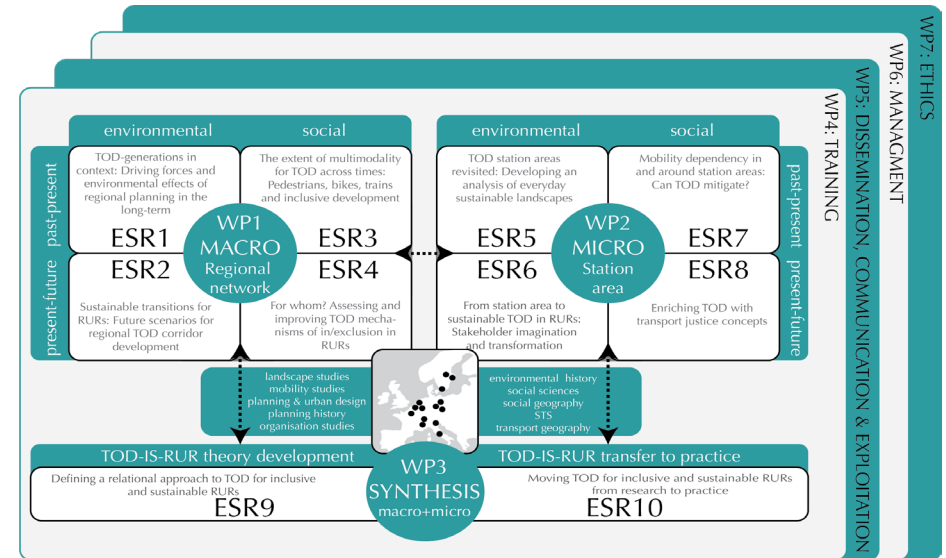 WP7: ETHICS
WP6: MANAGMENT
WP5: DISSEMINATION, COMMUNICATION & EXPLOITATION
WP4: TRAINING
environmental
social
past-present
present-future
TOD-generations in
context: Driving forces and
environmental effects of
regional planning in the
long-term
ESR1
The extent of multimodality
for TOD across times:
Pedestrians, bikes, trains
and inclusive development
ESR3
WP1
MACRO
Regional
network
ESR2
Sustainable transitions for
RURs: Future scenarios for
regional TOD corridor
development
ESR4
For whom? Assessing and
improving TOD mecha-
nisms of in/exclusion in
RURs
environmental
social
past-present
present-future
TOD station areas
revisited: Developing an
analysis of everyday
sustainable landscapes
ESR5
Mobility dependency in
and around station areas:
Can TOD mitigate?
ESR7
WP2
MICRO
Station
area
ESR6
From station area to
sustainable TOD in RURs:
Stakeholder imagination
and transformation
ESR8
Enriching TOD with
transport justice concepts
landscape studies
mobility studies
planning & urban design
planning history
organisation studies
environmental history
social sciences
social geography
STS
transport geography
TOD-IS-RUR theory development
Defining a relational approach to TOD for inclusive
and sustainable RURs
ESR9
WP3
SYNTHESIS
macro+micro
TOD-IS-RUR transfer to practice
Moving TOD for inclusive and sustainable RURs
from research to practice
ESR10